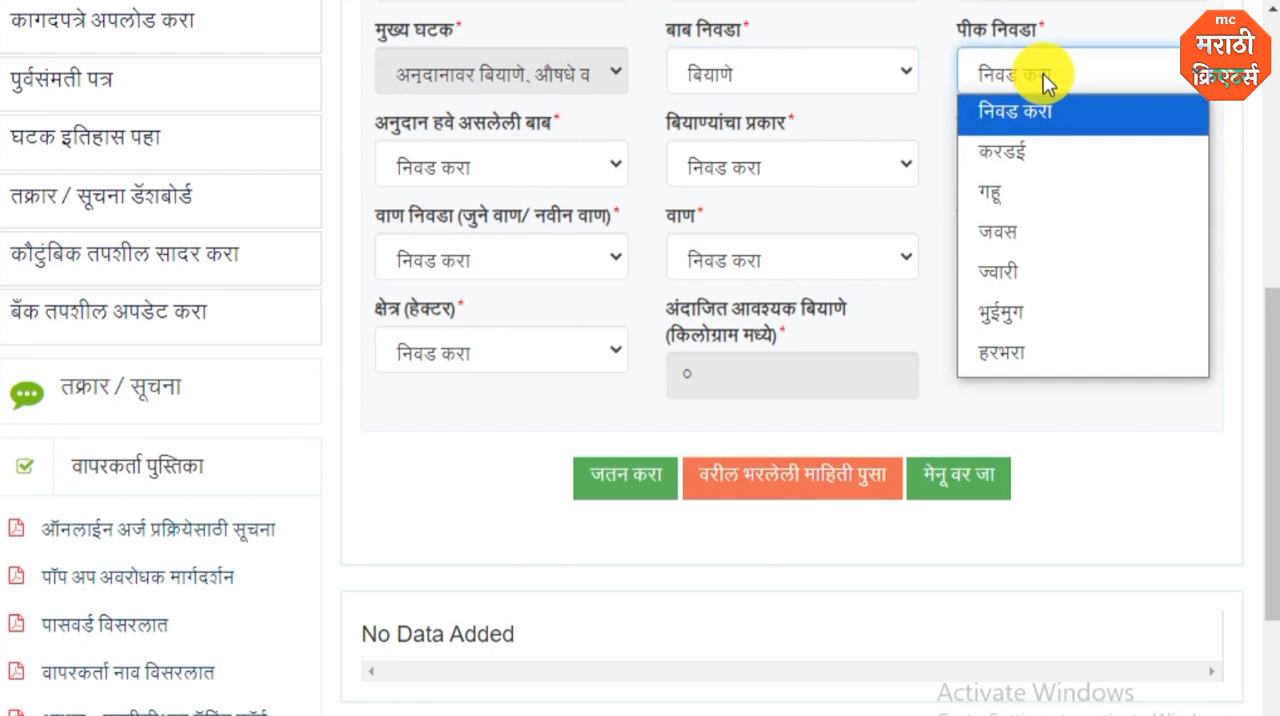 कागदपत्रे अपलोड करा
पुर्वसंमती पत्र
घटक इतिहास पहा
तक्रार / सूचना डॅशबोर्ड
कौटुंबिक तपशील सादर करा
बँक तपशील अपडेट करा
तक्रार / सूचना
वापरकर्ता पुस्तिका
ऑनलाईन अर्ज प्रक्रियेसाठी सूचना
पॉप अप अवरोधक मार्गदर्शन
पासवर्ड विसरलात
वापरकर्ता नाव विसरलात
मुख्य घटक*
बाब निवडा*
पीक निवडा*
अनुदानावर बियाणे, औषधे व
बियाणे
निवड करा
अनुदान हवे असलेली बाब*
बियाण्यांचा प्रकार*
निवड करा
निवड करा
वाण निवडा (जुने वाण/ नवीन वाण)*
वाण*
निवड करा
निवड करा
क्षेत्र (हेक्टर)*
अंदाजित आवश्यक बियाणे
(किलोग्राम मध्ये)*
निवड करा
०
निवड करा
करडई
गहू
जवस
ज्वारी
भुईमुग
हरभरा
जतन करा
वरील भरलेली माहिती पुसा
मेनू वर जा
No Data Added
Activate Windows
mc
मराठी
क्रिएटर्स